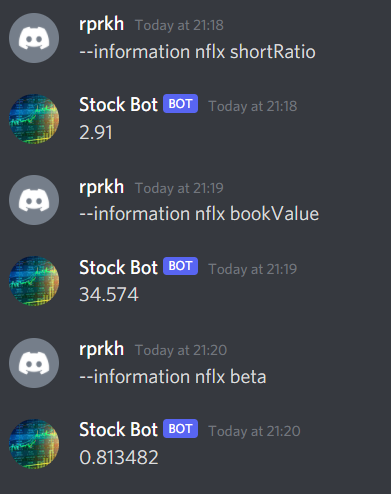 rprkh Today at 21:18
--information nflx shortRatio
Stock Bot BOT Today at 21:18
2.91
rprkh Today at 21:19
--information nflx bookValue
Stock Bot BOT Today at 21:19
34.574
rprkh Today at 21:20
--information nflx beta
Stock Bot BOT Today at 21:20
0.813482